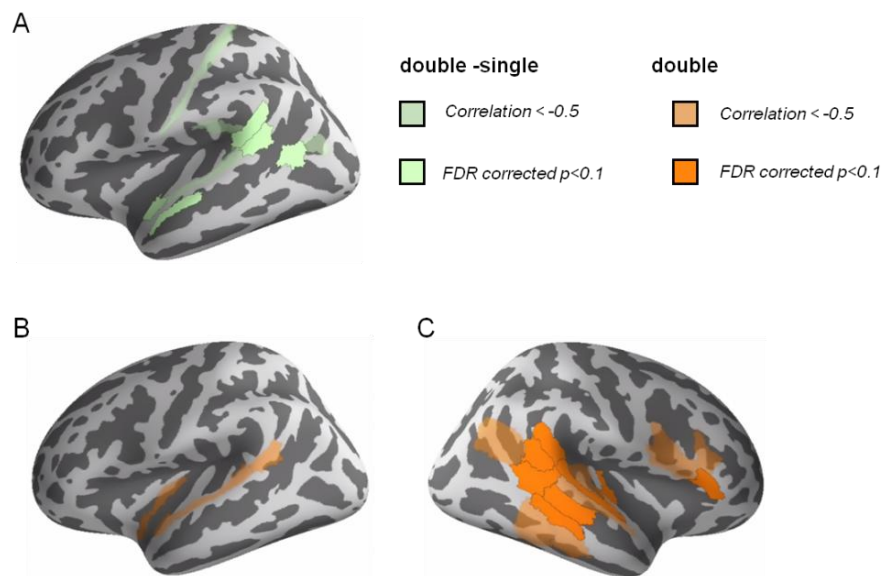 A
double -single
double
Correlation < -0.5
Correlation < -0.5
FDR corrected p<0.1
FDR corrected p<0.1
B
C